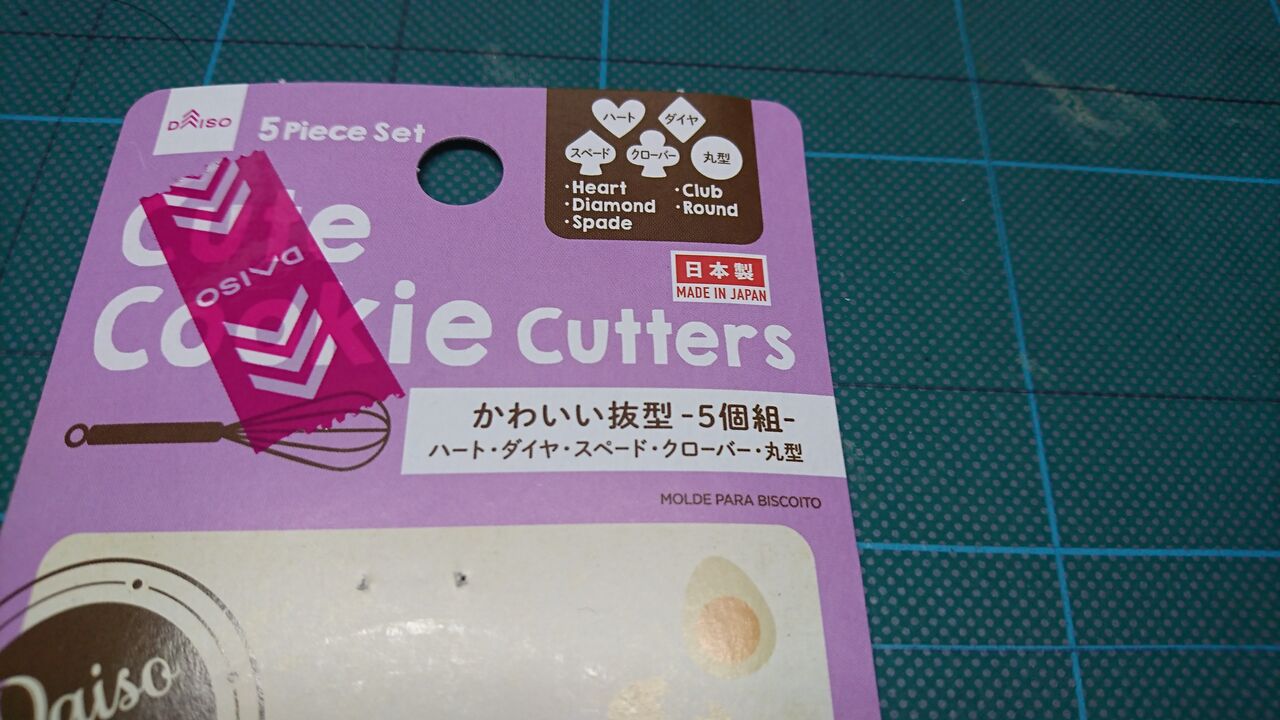 DAISO
5 Piece Set
Cute
Cookie Cutters
DAISO
ハート
ダイヤ
スペード
クローバー
丸型
・Heart
・Diamond
・Spade
・Club
・Round
日本製
MADE IN JAPAN
かわいい抜型-5個組-
ハート・ダイヤ・スペード・クローバー・丸型
MOLDE PARA BISCOITO
Daiso